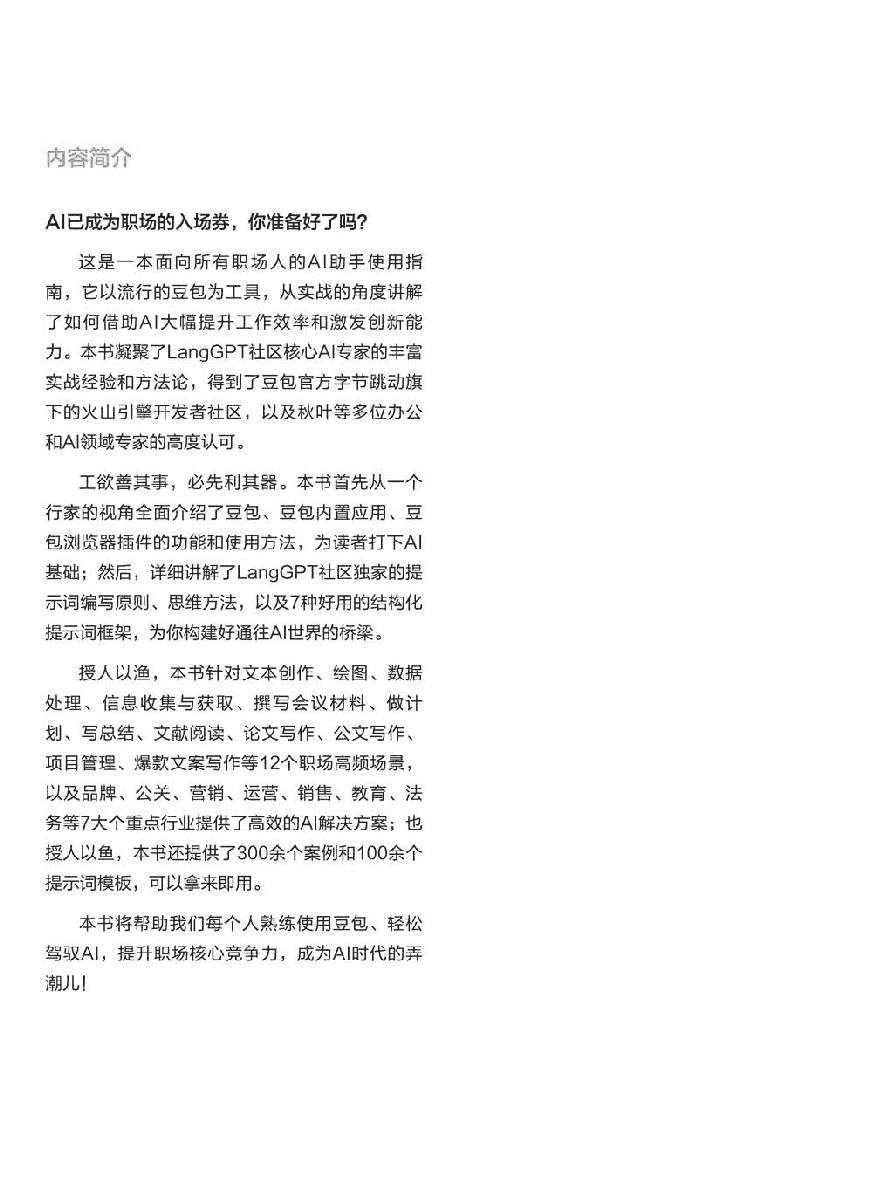 内容简介
AI已成为职场的入场券，你准备好了吗？
这是一本面向所有职场人的AI助手使用指
南，它以流行的豆包为工具，从实战的角度讲解
了如何借助AI大幅提升工作效率和激发创新能
力。本书凝聚了LangGPT社区核心AI专家的丰富
实战经验和方法论，得到了豆包官方字节跳动旗
下的火山引擎开发者社区，以及秋叶等多位办公
和AI领域专家的高度认可。
工欲善其事，必先利其器。本书首先从一个
行家的视角全面介绍了豆包、豆包内置应用、豆
包浏览器插件的功能和使用方法，为读者打下AI
基础；然后，详细讲解了LangGPT社区独家的提
示词编写原则、思维方法，以及7种好用的结构化
提示词框架，为你构建好通往AI世界的桥梁。
授人以渔，本书针对文本创作、绘图、数据
处理、信息收集与获取、撰写会议材料、做计
划、写总结、文献阅读、论文写作、公文写作、
项目管理、爆款文案写作等12个职场高频场景，
以及品牌、公关、营销、运营、销售、教育、法
务等7大个重点行业提供了高效的AI解决方案；也
授人以鱼，本书还提供了300余个案例和100余个
提示词模板，可以拿来即用。
本书将帮助我们每个人熟练使用豆包、轻松
驾驭AI，提升职场核心竞争力，成为AI时代的弄
潮儿！